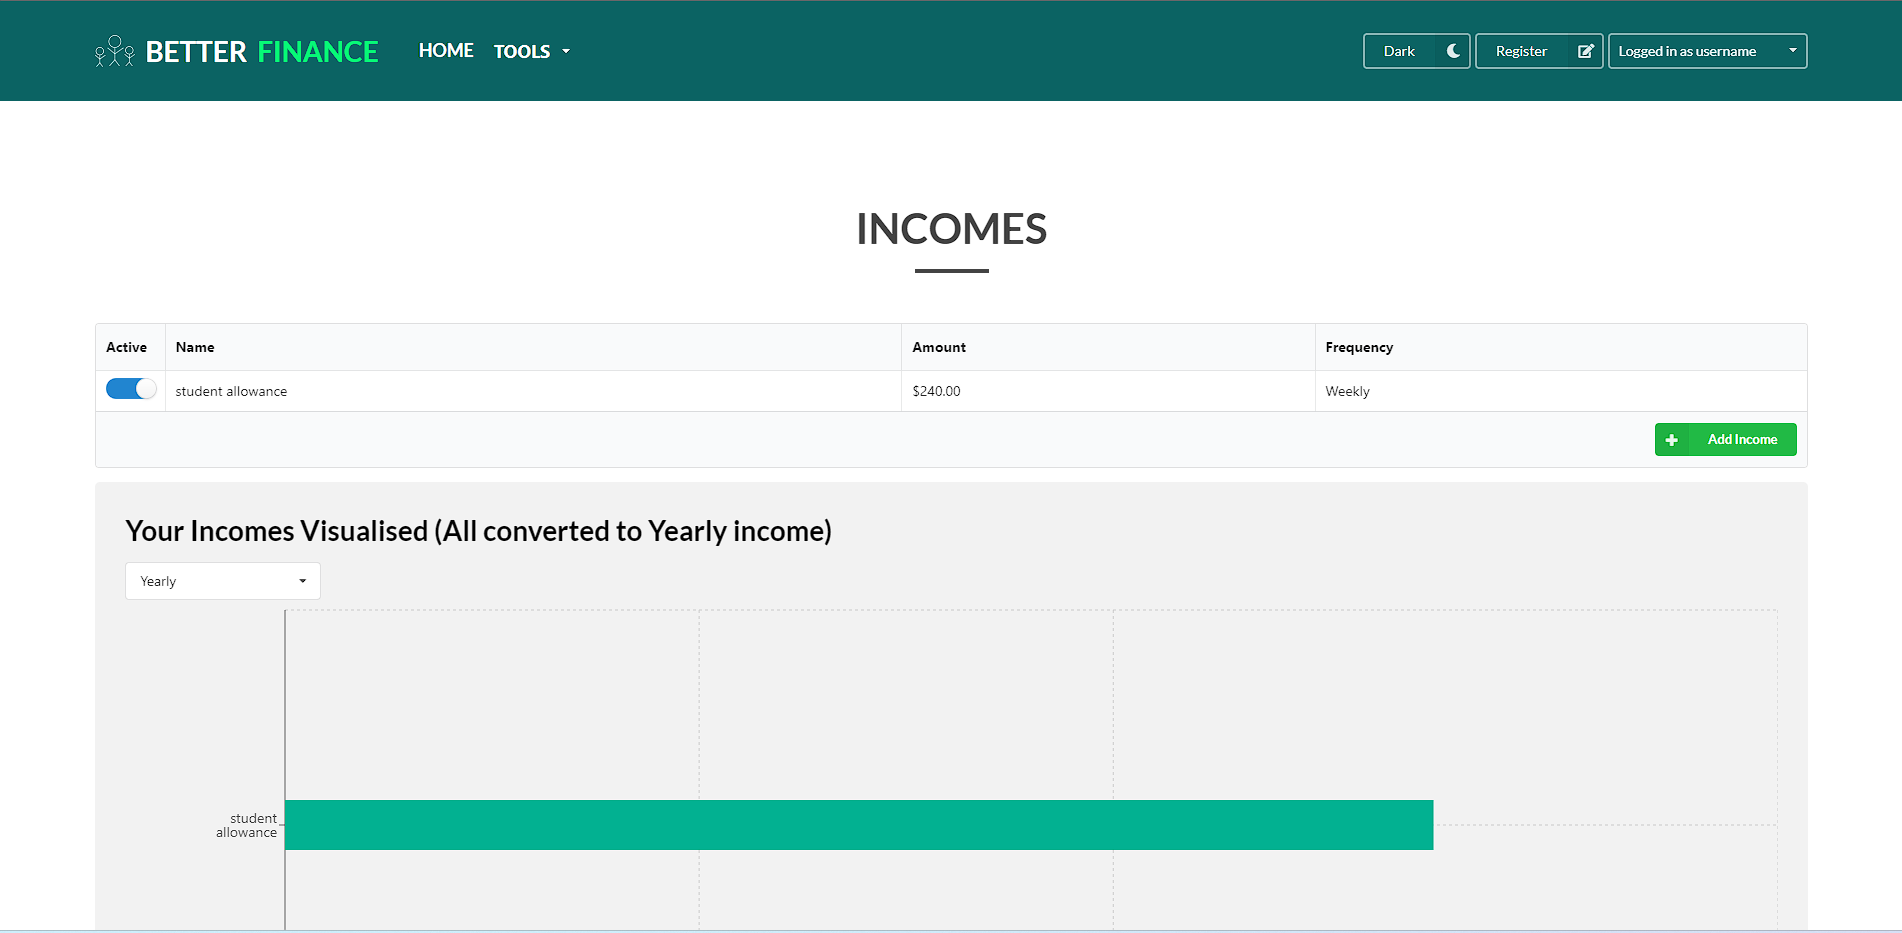 BETTER FINANCE HOME TOOLS Dark Register Logged in as username
INCOMES
Active Name Amount Frequency
student allowance $240.00 Weekly
Add Income
Your Incomes Visualised (All converted to Yearly income)
Yearly
student
allowance